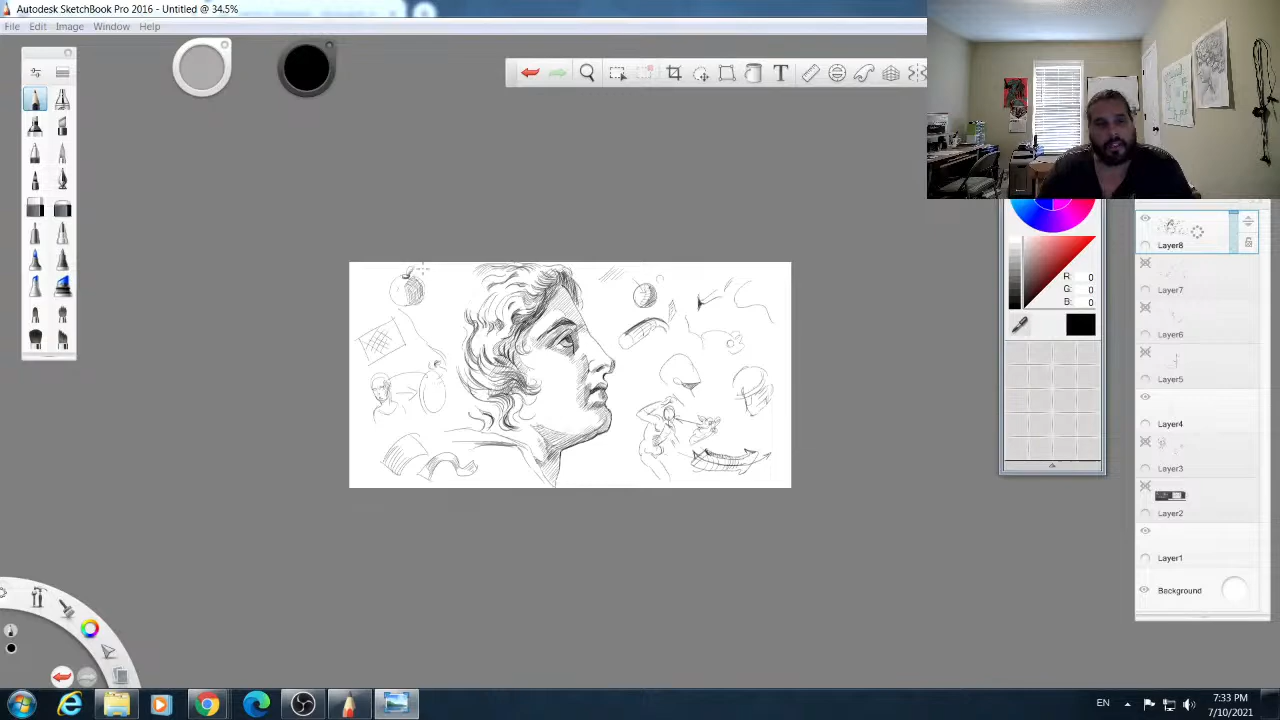 Autodesk SketchBook Pro 2016 - Untitled @ 34.5%
File Edit Image Window Help
T
Layer8
Layer7
R: 0
G: 0
B: 0
Layer6
Layer5
Layer4
Layer3
Layer2
Layer1
Background
EN
7:33 PM
7/10/2021